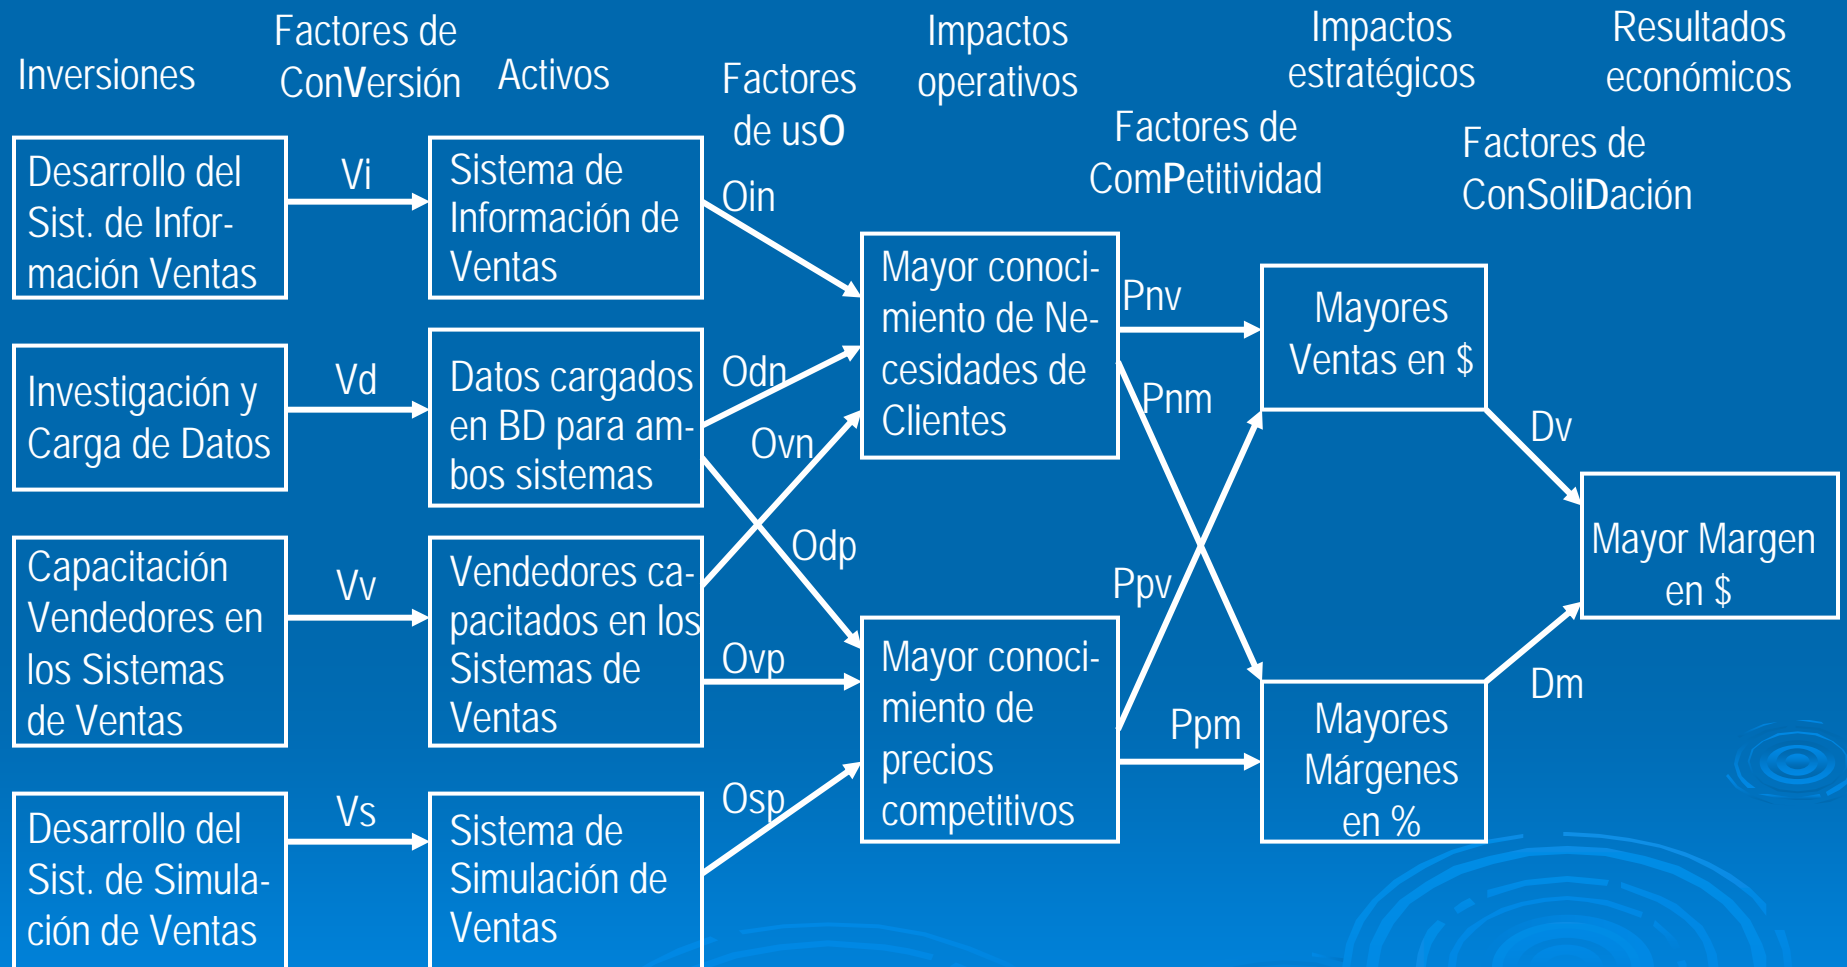 Inversiones
Factores de
ConVersión
Activos
Factores
de usO
Impactos
operativos
Factores de
ComPetitividad
Impactos
estratégicos
Factores de
ConSoliDación
Resultados
económicos
Desarrollo del
Sist. de Infor-
mación Ventas
Vi
Sistema de
Información de
Ventas
Oin
Investigación y
Carga de Datos
Vd
Datos cargados
en BD para am-
bos sistemas
Odn
Odp
Capacitación
Vendedores en
los Sistemas
de Ventas
Vv
Vendedores ca-
pacitados en los
Sistemas de
Ventas
Ovn
Ovp
Desarrollo del
Sist. de Simula-
ción de Ventas
Vs
Sistema de
Simulación de
Ventas
Osp
Mayor conoci-
miento de Ne-
cesidades de
Clientes
Pnv
Pnm
Mayor conoci-
miento de
precios
competitivos
Ppv
Ppm
Mayores
Ventas en $
Dv
Mayores
Márgenes
en %
Dm
Mayor Margen
en $